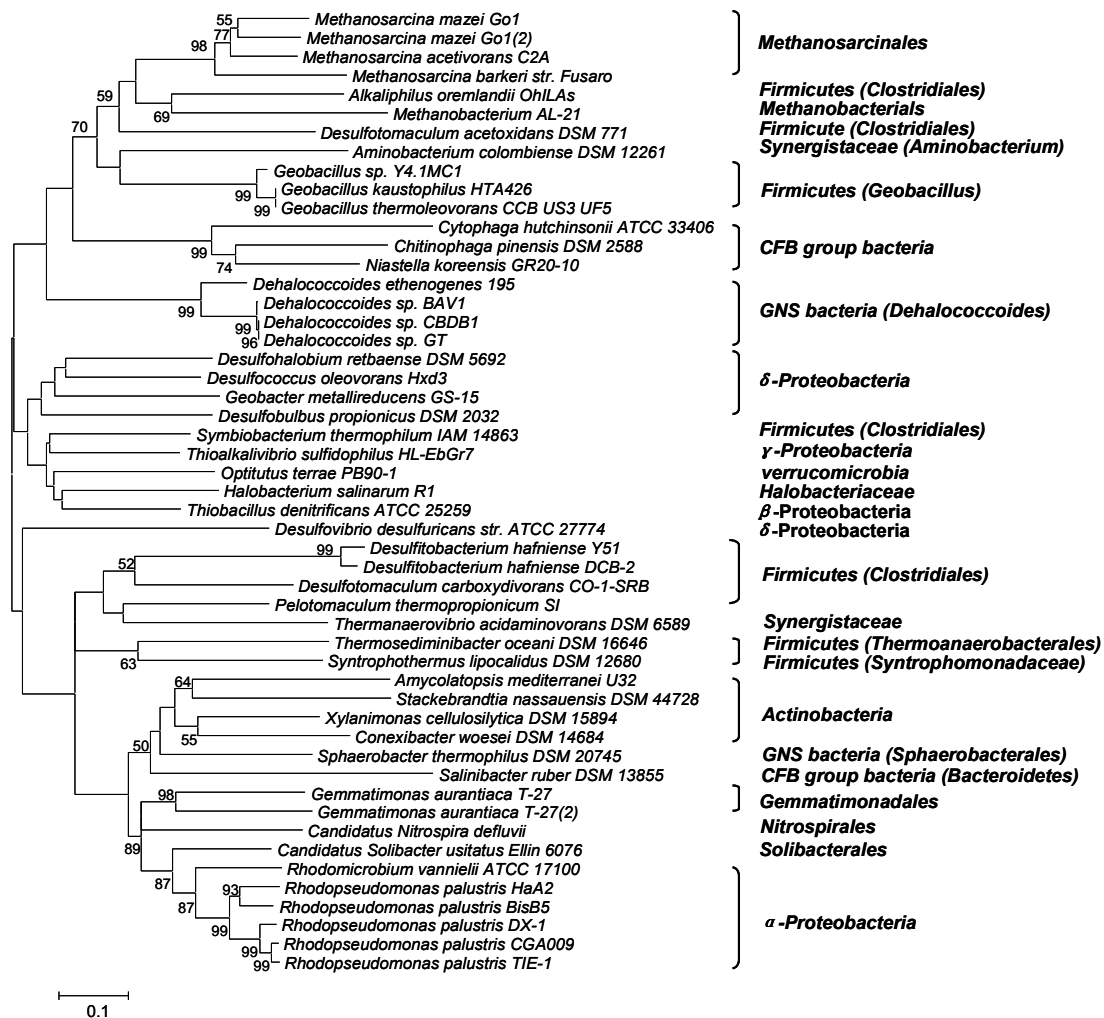 55 Methanosarcina mazei Go1
77 Methanosarcina mazei Go1(2)
Methanosarcinales
98 Methanosarcina acetivorans C2A
Methanosarcina barkeri str. Fusaro
59 Alkaliphilus oremlandii OhILAs Firmicutes (Clostridiales)
69 Methanobacterium AL-21 Methanobacterials
70 Desulfotomaculum acetoxidans DSM 771 Firmicute (Clostridiales)
Aminobacterium colombiense DSM 12261 Synergistaceae (Aminobacterium)
Geobacillus sp. Y4.1MC1
99 Geobacillus kaustophilus HTA426 Firmicutes (Geobacillus)
99 Geobacillus thermoleovorans CCB US3 UF5
Cytophaga hutchinsonii ATCC 33406
99 Chitinophaga pinensis DSM 2588 CFB group bacteria
74 Niastella koreensis GR20-10
Dehalococcoides ethenogenes 195
99 Dehalococcoides sp. BAV1 GNS bacteria (Dehalococcoides)
99 Dehalococcoides sp. CBDB1
96 Dehalococcoides sp. GT
Desulfohalobium retbaense DSM 5692
Desulfococcus oleovorans Hxd3 δ-Proteobacteria
Geobacter metallireducens GS-15
Desulfobulbus propionicus DSM 2032
Symbiobacterium thermophilum IAM 14863 Firmicutes (Clostridiales)
Thioalkalivibrio sulfidophilus HL-EbGr7 γ-Proteobacteria
Optitutus terrae PB90-1 verrucomicrobia
Halobacterium salinarum R1 Halobacteriaceae
Thiobacillus denitrificans ATCC 25259 β-Proteobacteria
Desulfovibrio desulfuricans str. ATCC 27774 δ-Proteobacteria
99 Desulfitobacterium hafniense Y51
52 Desulfitobacterium hafniense DCB-2 Firmicutes (Clostridiales)
Desulfotomaculum carboxydivorans CO-1-SRB
Pelotomaculum thermopropionicum SI
Thermanaerovibrio acidaminovorans DSM 6589 Synergistaceae
Thermosediminibacter oceani DSM 16646 Firmicutes (Thermoanaerobacterales)
63 Syntrophothermus lipocalidus DSM 12680 Firmicutes (Syntrophomonadaceae)
64 Amycolatopsis mediterranei U32
Stackebrandtia nassauensis DSM 44728
Xylanimonas cellulosilytica DSM 15894 Actinobacteria
55 Conexibacter woesei DSM 14684
50 Sphaerobacter thermophilus DSM 20745 GNS bacteria (Sphaerobacterales)
Salinibacter ruber DSM 13855 CFB group bacteria (Bacteroidetes)
98 Gemmatimonas aurantiaca T-27
Gemmatimonadales
Gemmatimonas aurantiaca T-27(2)
Candidatus Nitrospira defluvii Nitrospirales
89 Candidatus Solibacter usitatus Ellin 6076 Solibacterales
87 Rhodomicrobium vannielii ATCC 17100
93 Rhodopseudomonas palustris HaA2
87 Rhodopseudomonas palustris BisB5
99 Rhodopseudomonas palustris DX-1 α-Proteobacteria
99 Rhodopseudomonas palustris CGA009
99 Rhodopseudomonas palustris TIE-1
0.1